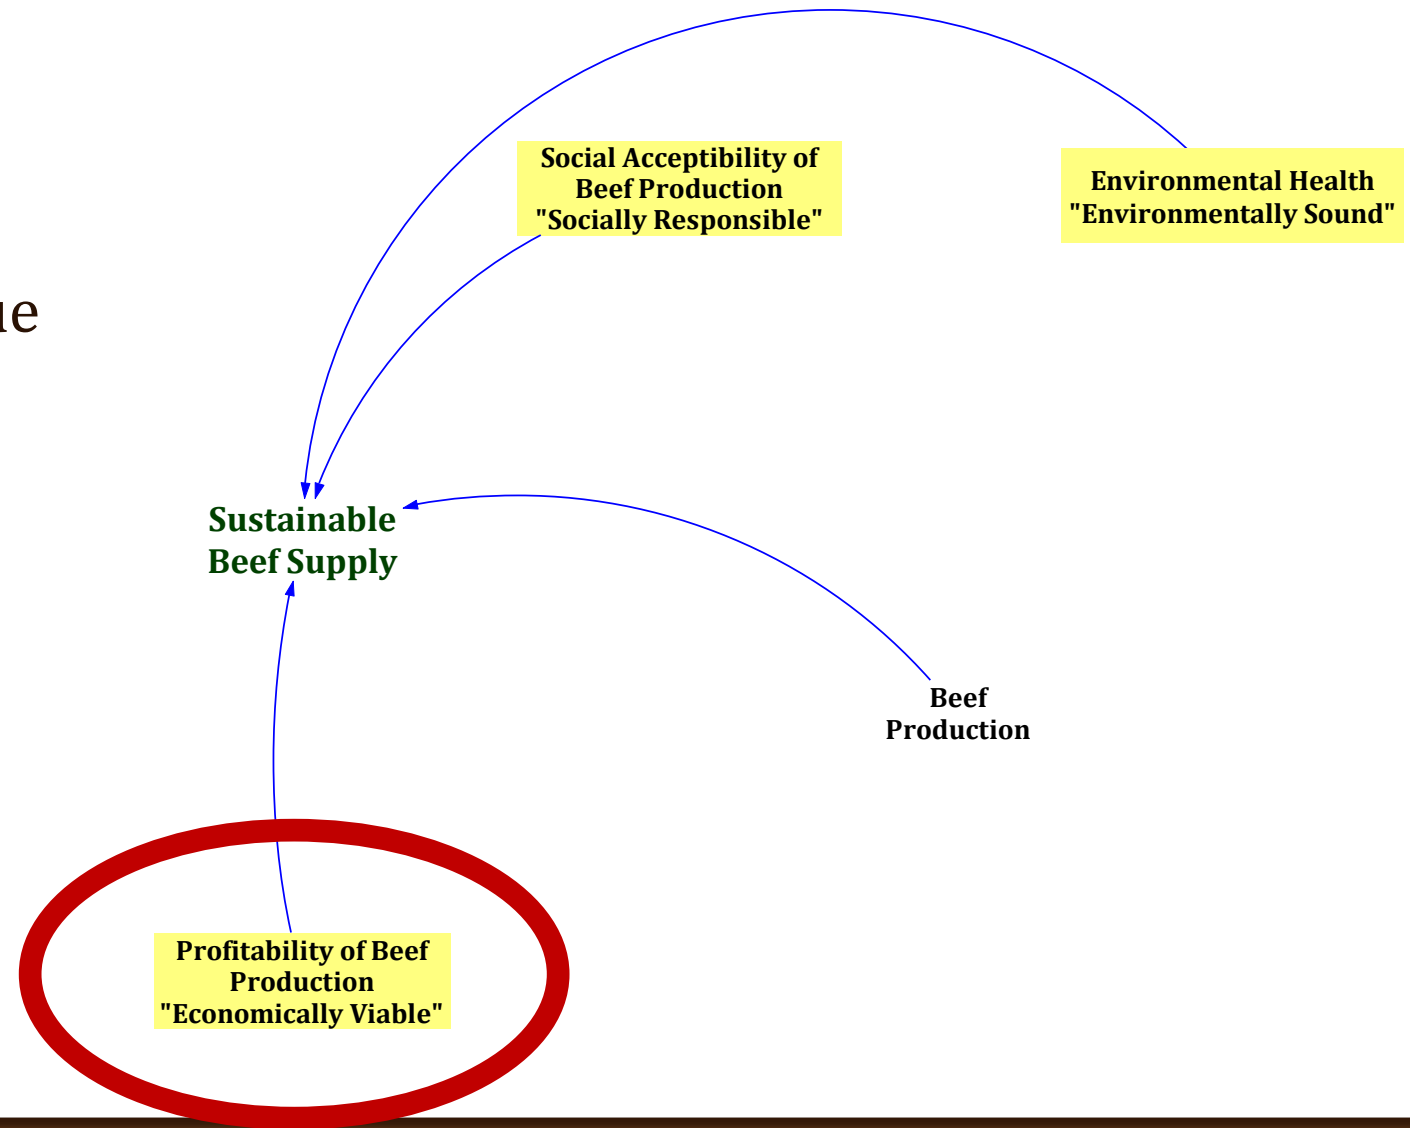 Social Acceptibility of
Beef Production
"Socially Responsible"
Environmental Health
"Environmentally Sound"
Sustainable
Beef Supply
Beef
Production
Profitability of Beef
Production
"Economically Viable"